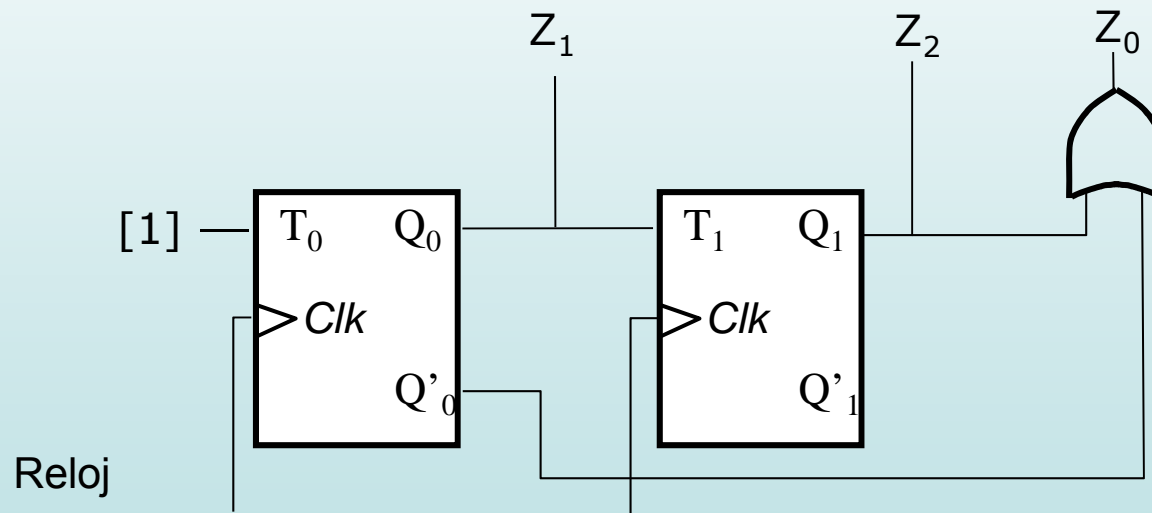 Z₁
Z₂
Z₀
[1]
T₀
Q₀
T₁
Q₁
Clk
Clk
Q’₀
Q’₁
Reloj